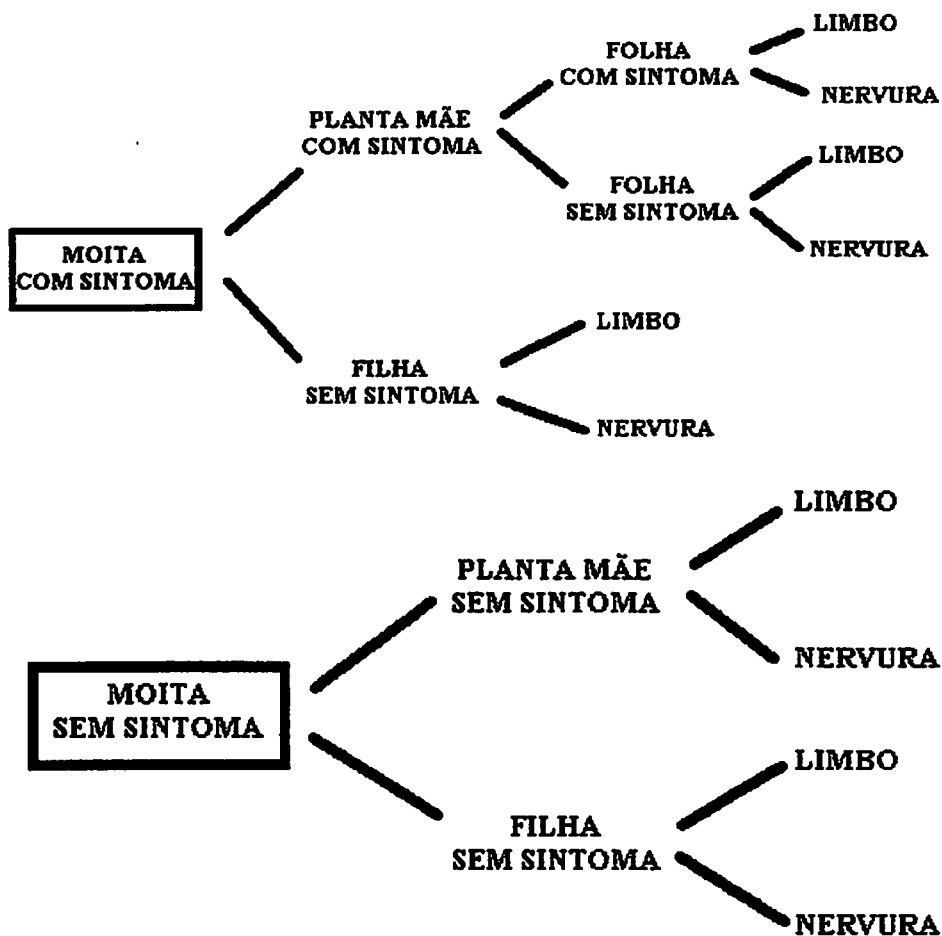 LIMBO
FOLHA
COM SINTOMA
NERVURA
PLANTA MÃE
COM SINTOMA
LIMBO
FOLHA
SEM SINTOMA
NERVURA
MOITA
COM SINTOMA
LIMBO
FILHA
SEM SINTOMA
NERVURA
LIMBO
PLANTA MÃE
SEM SINTOMA
NERVURA
MOITA
SEM SINTOMA
LIMBO
FILHA
SEM SINTOMA
NERVURA